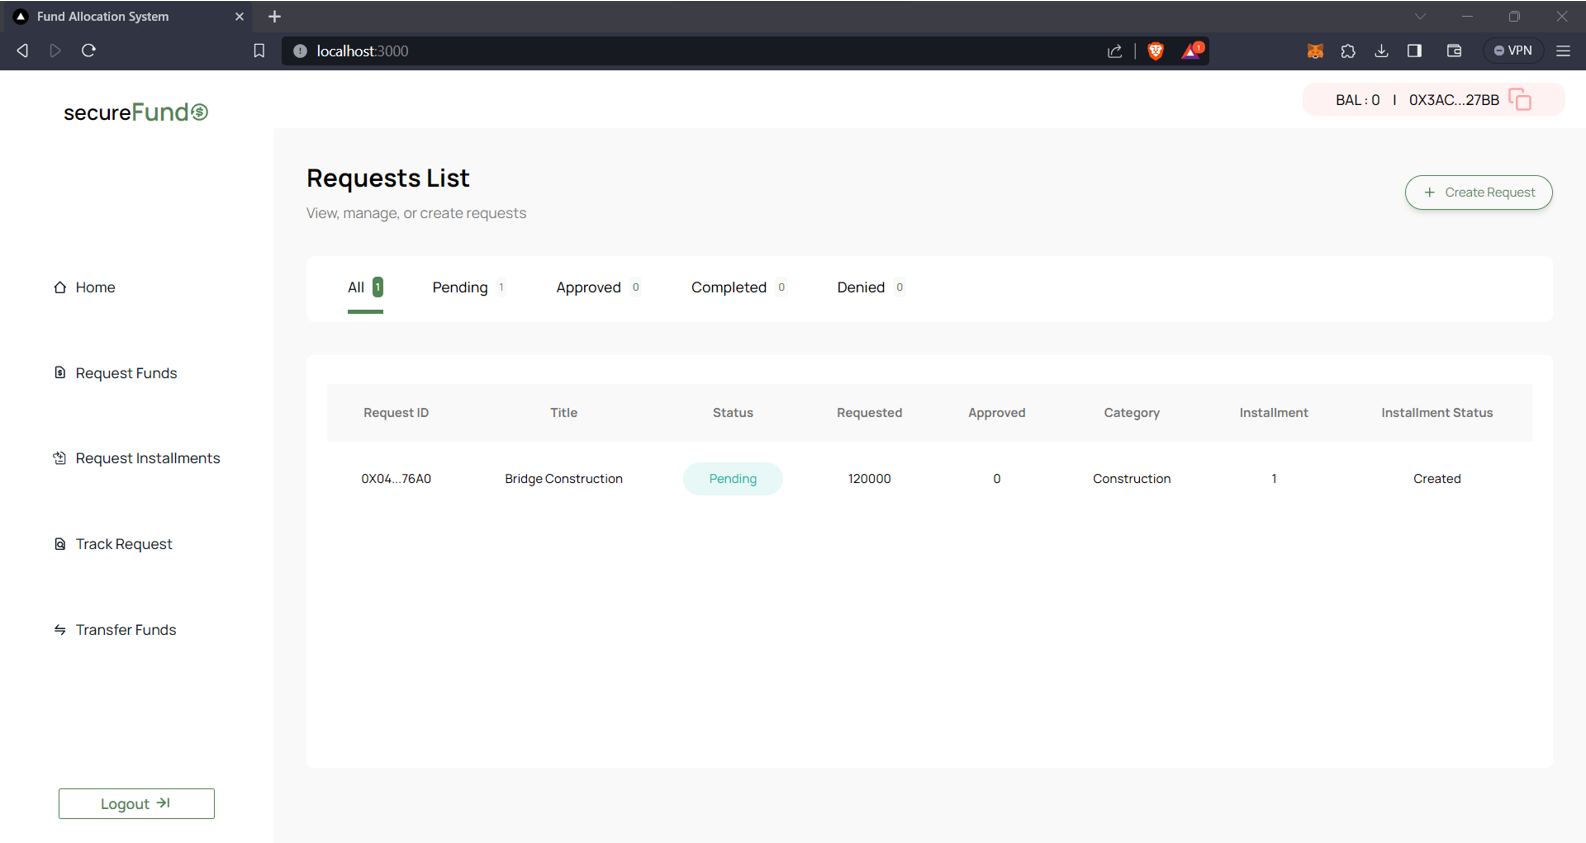 Fund Allocation System
localhost:3000
1
VPN
secureFund
BAL : 0 | 0X3AC...27BB
Requests List
View, manage, or create requests
+ Create Request
Home
Request Funds
Request Installments
Track Request
Transfer Funds
Logout
All 1 Pending 1 Approved 0 Completed 0 Denied 0
Request ID Title Status Requested Approved Category Installment Installment Status
0X04...76A0 Bridge Construction Pending 120000 0 Construction 1 Created